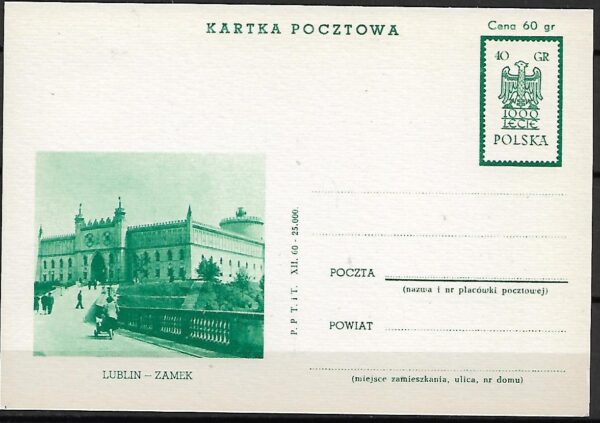 KARTKA POCZTOWA
Cena 60 gr
40 GR
1000
LECIE
POLSKA
P. P. T. i T. XII. 60 - 25.000.
POCZTA
(nazwa i nr placówki pocztowej)
POWIAT
(miejsce zamieszkania, ulica, nr domu)
LUBLIN – ZAMEK